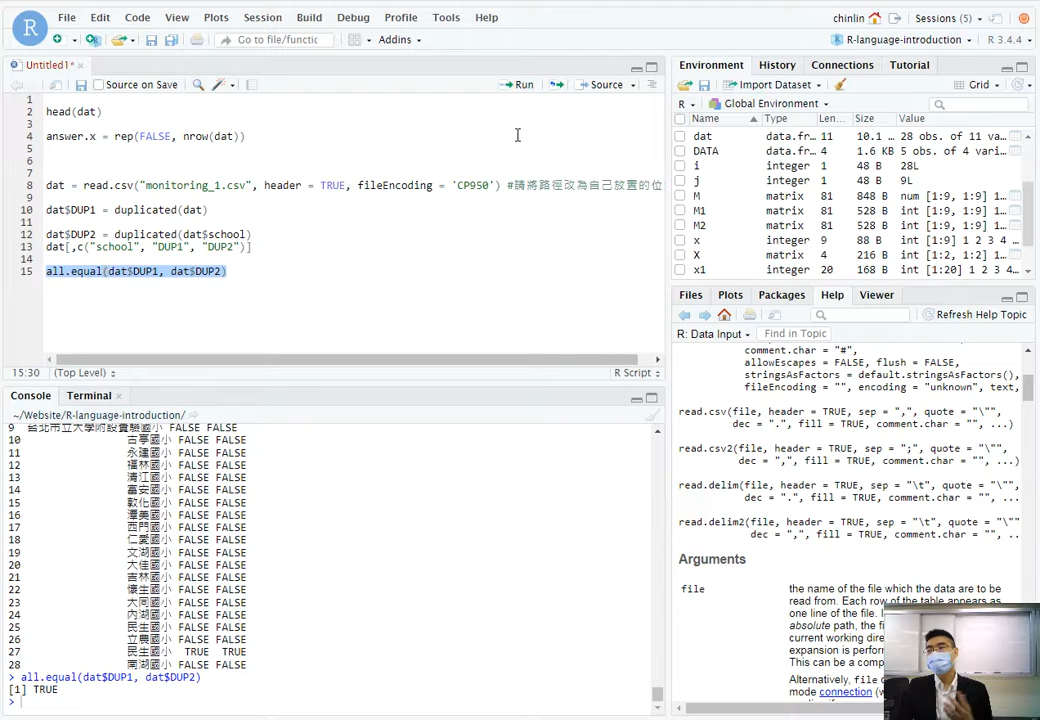 File Edit Code View Plots Session Build Debug Profile Tools Help
chinlin Sessions (5)
Go to file/functic Addins
R-language-introduction R 3.4.4
Untitled1*
Source on Save Run Source
1
2 head(dat)
3
4 answer.x = rep(FALSE, nrow(dat))
5
6
7
8 dat = read.csv("monitoring_1.csv", header = TRUE, fileEncoding = 'CP950') #請將路徑改為自己放置的位
9
10 dat$DUP1 = duplicated(dat)
11
12 dat$DUP2 = duplicated(dat$school)
13 dat[,c("school", "DUP1", "DUP2")]
14
15 all.equal(dat$DUP1, dat$DUP2)
15:30 (Top Level) R Script
Console Terminal
~/Website/R-language-introduction/
9 台北市立大學附設實驗國小 FALSE FALSE
10 古亭國小 FALSE FALSE
11 永建國小 FALSE FALSE
12 福林國小 FALSE FALSE
13 清江國小 FALSE FALSE
14 富安國小 FALSE FALSE
15 敦化國小 FALSE FALSE
16 潭美國小 FALSE FALSE
17 西門國小 FALSE FALSE
18 仁愛國小 FALSE FALSE
19 文湖國小 FALSE FALSE
20 大佳國小 FALSE FALSE
21 吉林國小 FALSE FALSE
22 懷生國小 FALSE FALSE
23 大同國小 FALSE FALSE
24 內湖國小 FALSE FALSE
25 民生國小 FALSE FALSE
26 立農國小 FALSE FALSE
27 民生國小 TRUE TRUE
28 南湖國小 FALSE FALSE
> all.equal(dat$DUP1, dat$DUP2)
[1] TRUE
>
Environment History Connections Tutorial
Import Dataset Grid
R Global Environment
Name Type Len... Size Value
dat data.fr... 11 10.1 ... 28 obs. of 11 va...
DATA data.fr... 4 1.6 KB 5 obs. of 4 vari...
i integer 1 48 B 28L
j integer 1 48 B 9L
M matrix 81 848 B num [1:9, 1:9] 1...
M1 matrix 81 528 B int [1:9, 1:9] 1...
M2 matrix 81 528 B int [1:9, 1:9] 1...
x integer 9 88 B int [1:9] 1 2 3 4 ...
X matrix 4 216 B int [1:2, 1:2] 1...
x1 integer 20 168 B int [1:20] 1 2 3 4
Files Plots Packages Help Viewer
Refresh Help Topic
R: Data Input Find in Topic
comment.char = "#",
allowEscapes = FALSE, flush = FALSE,
stringsAsFactors = default.stringsAsFactors(),
fileEncoding = "", encoding = "unknown", text,
read.csv(file, header = TRUE, sep = ",", quote = "\"",
dec = ".", fill = TRUE, comment.char = "", ...)
read.csv2(file, header = TRUE, sep = ";", quote = "\"",
dec = ",", fill = TRUE, comment.char = "", ...)
read.delim(file, header = TRUE, sep = "\t", quote = "\"",
dec = ".", fill = TRUE, comment.char = "", ...)
read.delim2(file, header = TRUE, sep = "\t", quote = "\""
dec = ",", fill = TRUE, comment.char = "", ...
Arguments
file the name of the file which the data are to be
read from. Each row of the table appears as
one line of the file.
absolute path, the fi
current working dire
expansion is perform
This can be a comp
Alternatively, file
mode connection (w